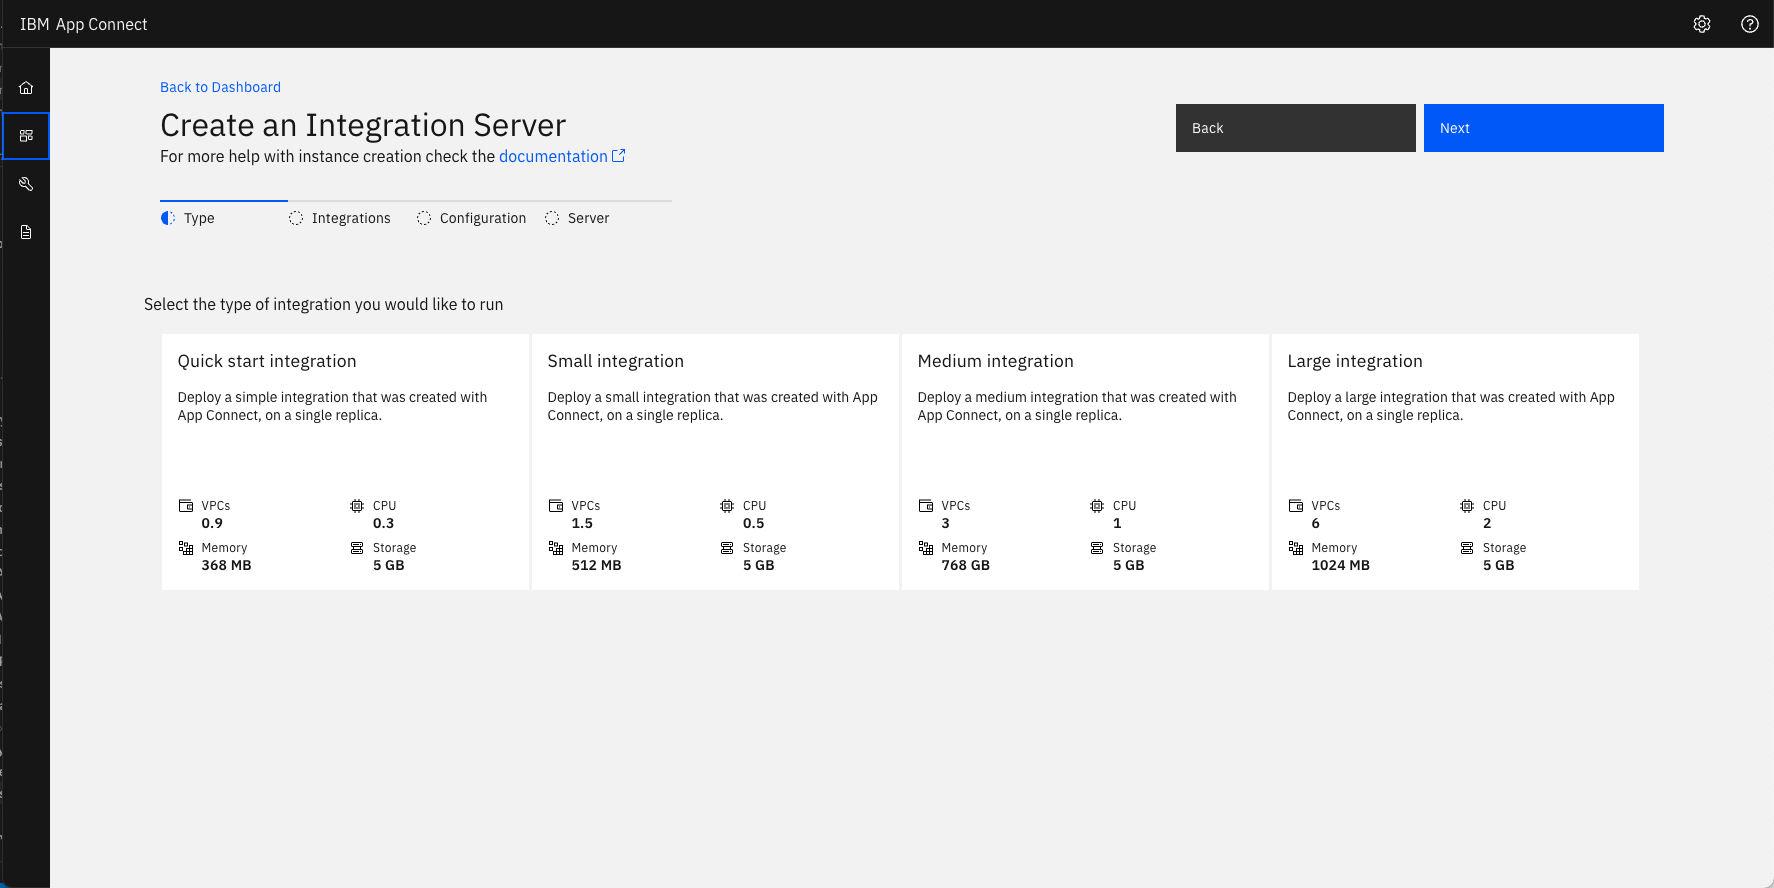 IBM App Connect
Back to Dashboard
Create an Integration Server
For more help with instance creation check the documentation
Back
Next
Type
Integrations
Configuration
Server
Select the type of integration you would like to run
Quick start integration
Deploy a simple integration that was created with
App Connect, on a single replica.
VPCs
0.9
CPU
0.3
Memory
368 MB
Storage
5 GB
Small integration
Deploy a small integration that was created with App
Connect, on a single replica.
VPCs
1.5
CPU
0.5
Memory
512 MB
Storage
5 GB
Medium integration
Deploy a medium integration that was created with
App Connect, on a single replica.
VPCs
3
CPU
1
Memory
768 GB
Storage
5 GB
Large integration
Deploy a large integration that was created with App
Connect, on a single replica.
VPCs
6
CPU
2
Memory
1024 MB
Storage
5 GB